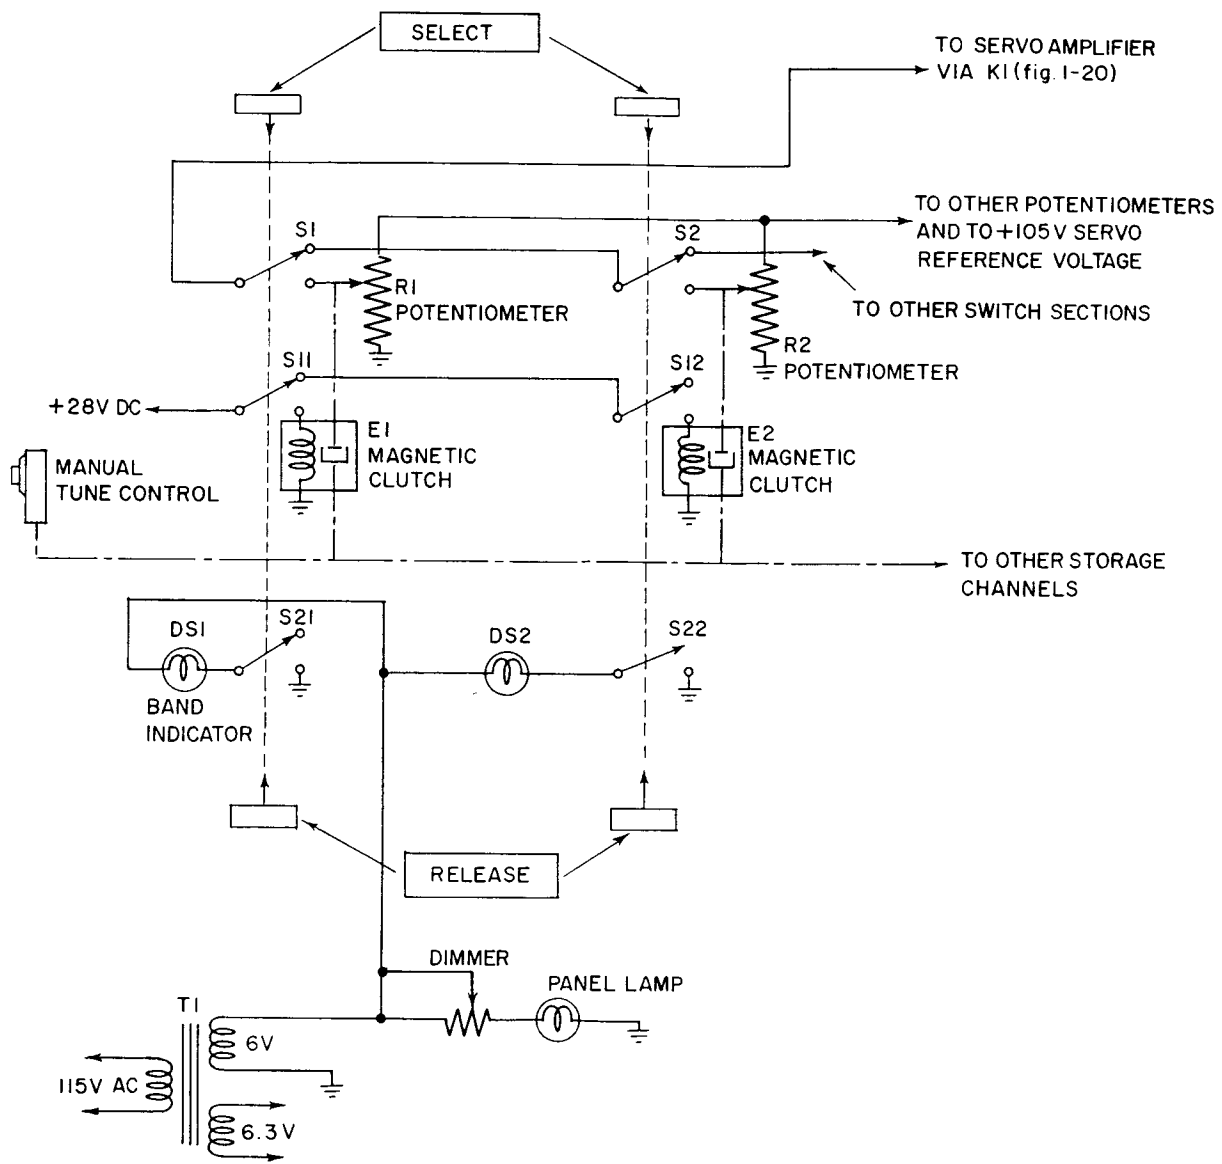 SELECT
TO SERVO AMPLIFIER
VIA K1 (fig. 1-20)
TO OTHER POTENTIOMETERS
AND TO +105V SERVO
REFERENCE VOLTAGE
S1
S2
R1
POTENTIOMETER
TO OTHER SWITCH SECTIONS
R2
POTENTIOMETER
S11
S12
+28V DC
E1
MAGNETIC
CLUTCH
E2
MAGNETIC
CLUTCH
MANUAL
TUNE CONTROL
TO OTHER STORAGE
CHANNELS
DS1
S21
DS2
S22
BAND
INDICATOR
RELEASE
DIMMER
PANEL LAMP
T1
6V
115V AC
6.3V